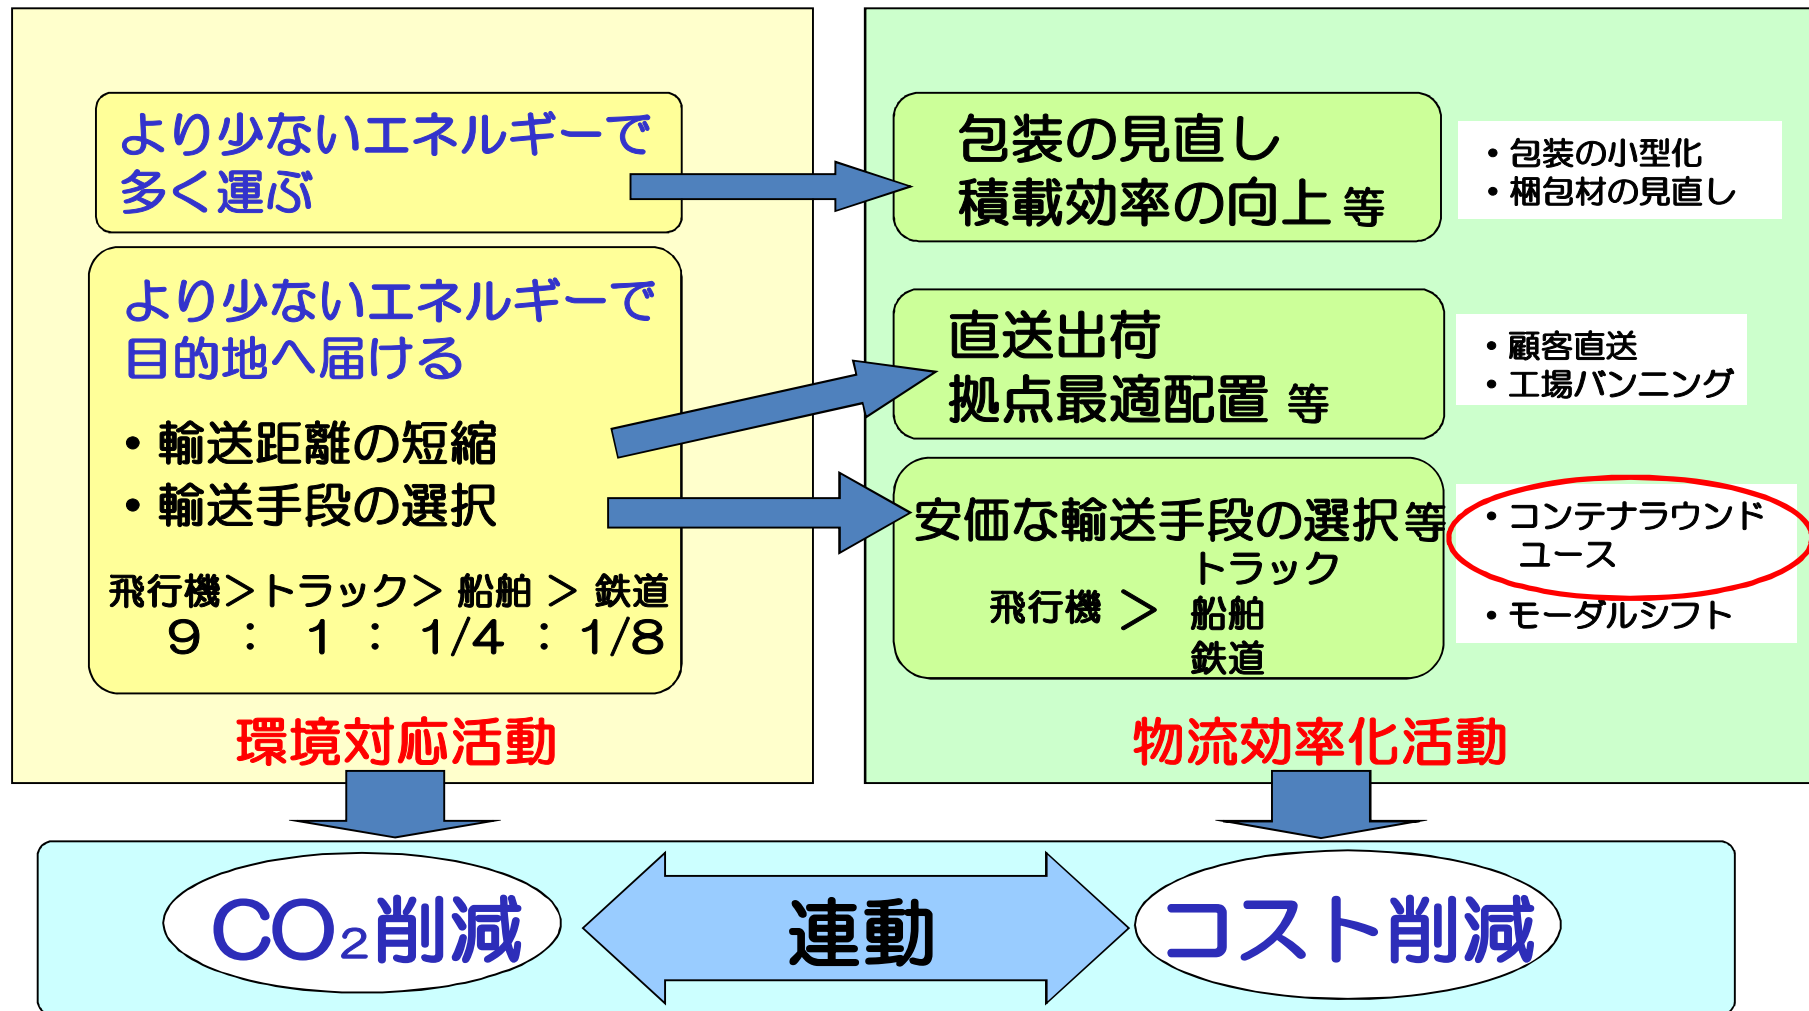 より少ないエネルギーで
多く運ぶ
より少ないエネルギーで
目的地へ届ける
・輸送距離の短縮
・輸送手段の選択
飛行機＞トラック＞ 船舶 ＞ 鉄道
９ ： １ ： １/４ ： １/８
環境対応活動
包装の見直し
積載効率の向上 等
・包装の小型化
・梱包材の見直し
直送出荷
拠点最適配置 等
・顧客直送
・工場バンニング
安価な輸送手段の選択等
飛行機 ＞
トラック
船舶
鉄道
・コンテナラウンド
ユース
・モーダルシフト
物流効率化活動
CO₂削減
連動
コスト削減